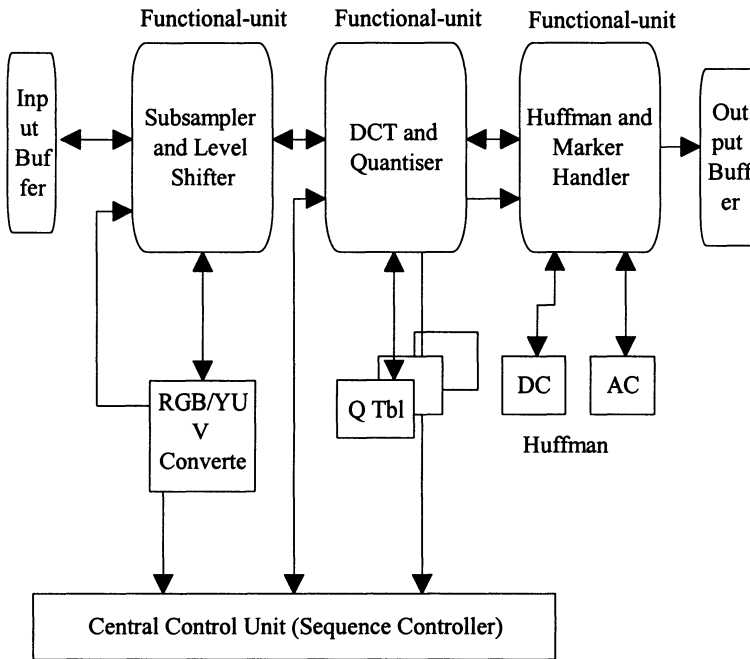 Functional-unit
Functional-unit
Functional-unit
Inp
ut
Buf
fer
Subsampler
and Level
Shifter
DCT and
Quantiser
Huffman and
Marker
Handler
Out
put
Buff
er
RGB/YU
V
Converte
Q Tbl
DC
AC
Huffman
Central Control Unit (Sequence Controller)